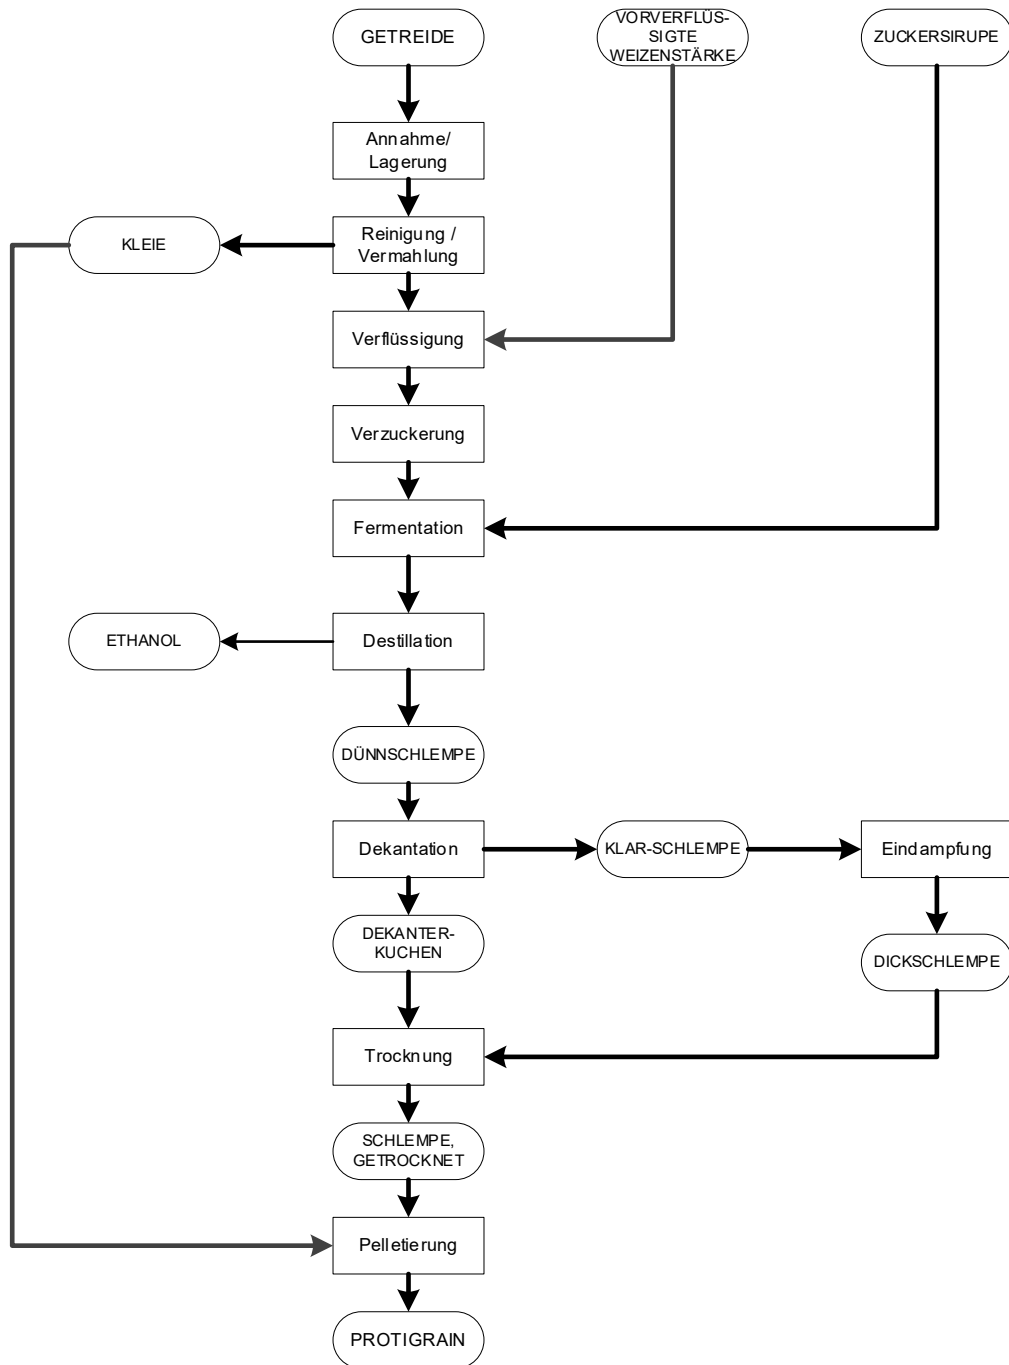 GETREIDE
VORVERFLÜS-
SIGTE
WEIZENSTÄRKE
ZUCKERSIRUPE
Annahme/
Lagerung
KLEIE
Reinigung /
Vermahlung
Verflüssigung
Verzuckerung
Fermentation
ETHANOL
Destillation
DÜNNSCHLEMPE
Dekantation
KLAR-SCHLEMPE
Eindampfung
DEKANTER-
KUCHEN
DICKSCHLEMPE
Trocknung
SCHLEMPE,
GETROCKNET
Pelletierung
PROTIGRAIN